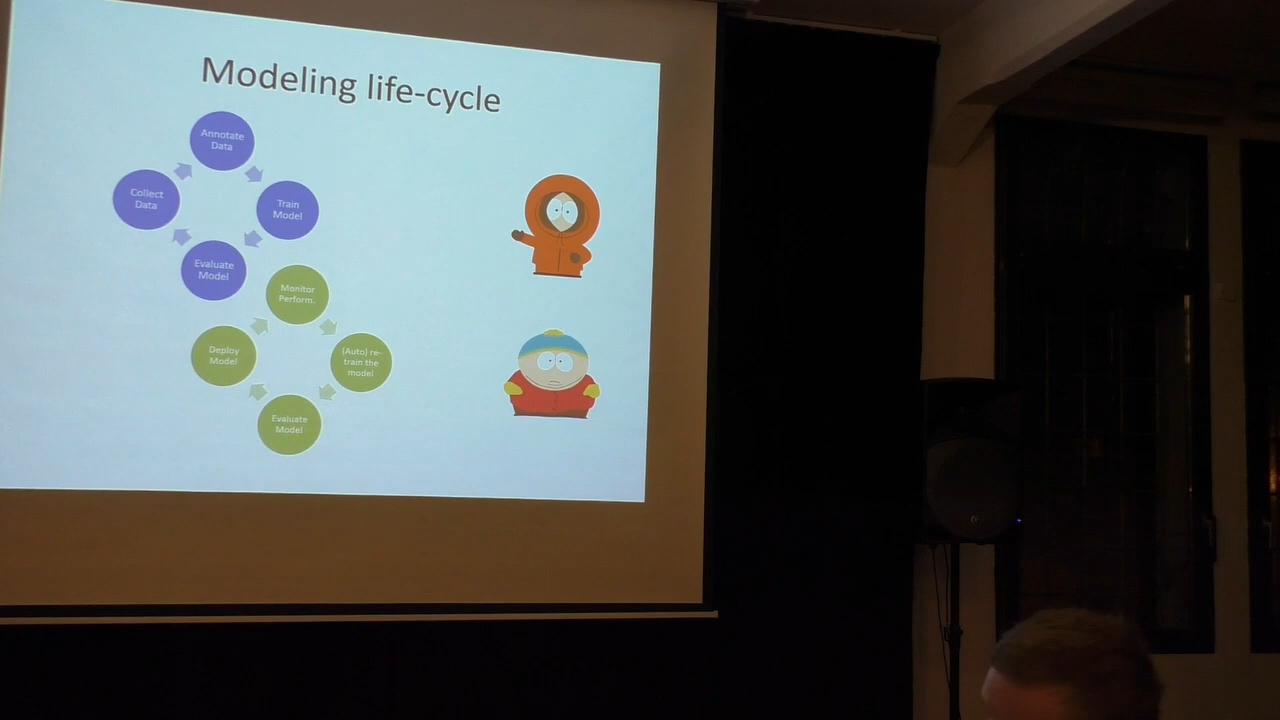 Modeling life-cycle
Annotate
Data
Collect
Data
Train
Model
Evaluate
Model
Monitor
Perform.
Deploy
Model
(Auto) re-
train the
model
Evaluate
Model